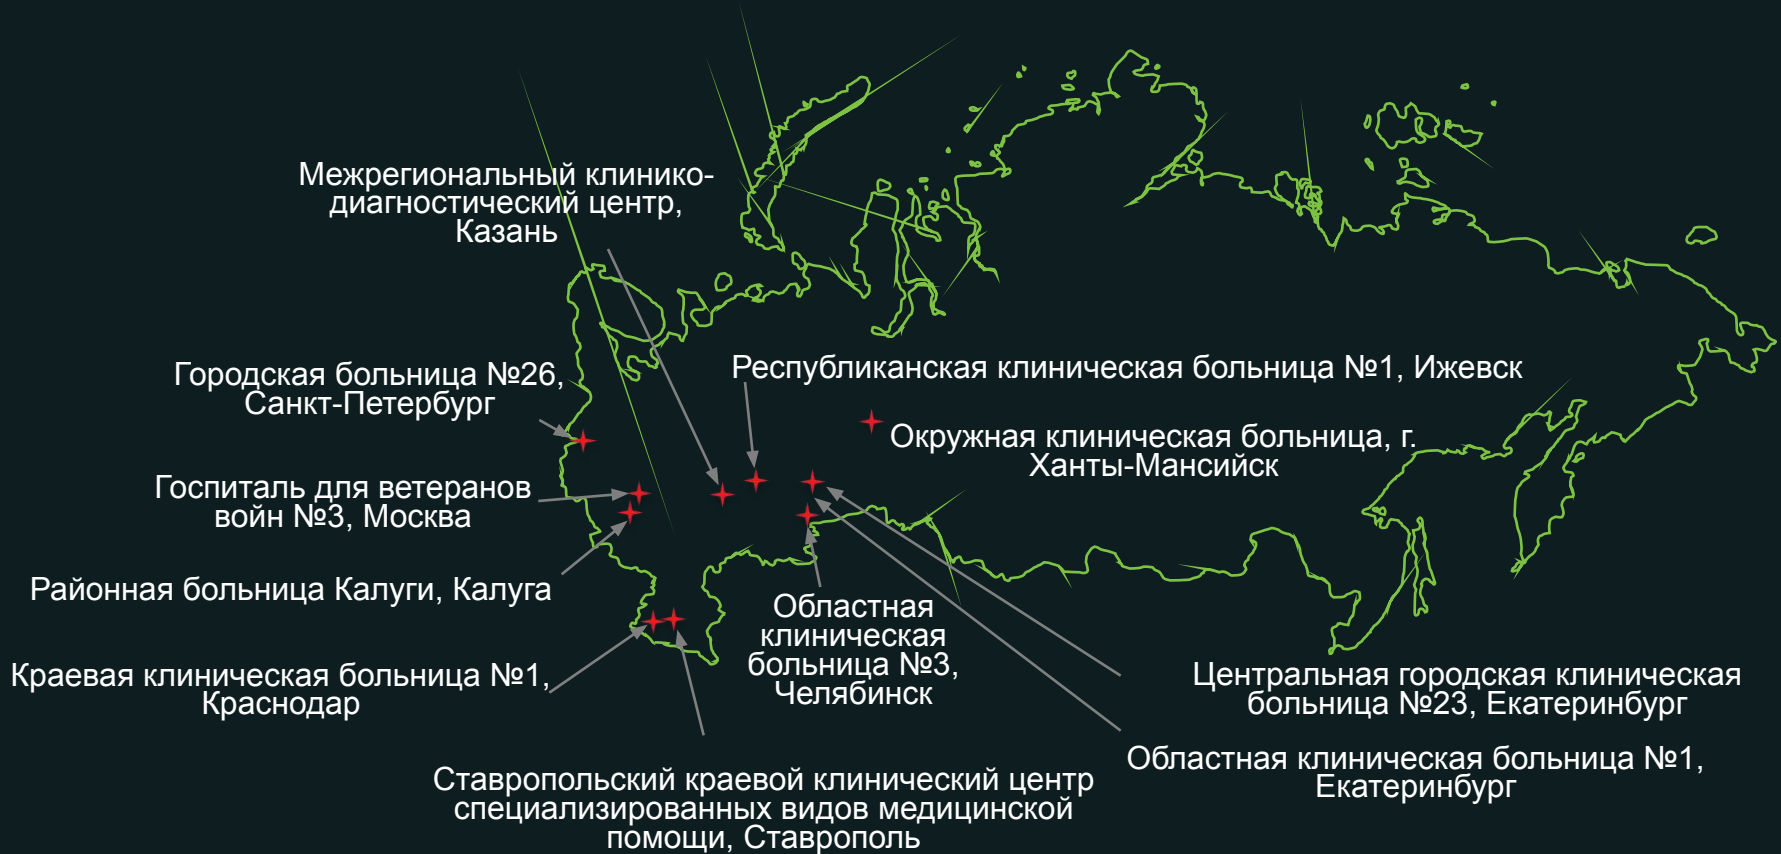 Межрегиональный клинико-
диагностический центр,
Казань
Городская больница №26,
Санкт-Петербург
Республиканская клиническая больница №1, Ижевск
Окружная клиническая больница, г.
Ханты-Мансийск
Госпиталь для ветеранов
войн №3, Москва
Районная больница Калуги, Калуга
Областная
клиническая
больница №3,
Челябинск
Краевая клиническая больница №1,
Краснодар
Центральная городская клиническая
больница №23, Екатеринбург
Областная клиническая больница №1,
Екатеринбург
Ставропольский краевой клинический центр
специализированных видов медицинской
помощи, Ставрополь